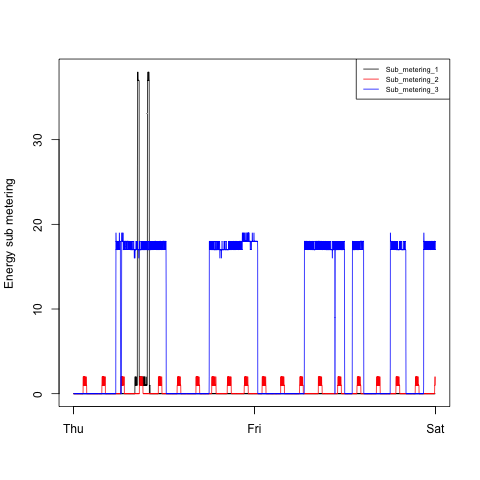 Sub_metering_1
Sub_metering_2
Sub_metering_3
Energy sub metering
30
20
10
0
Thu
Fri
Sat